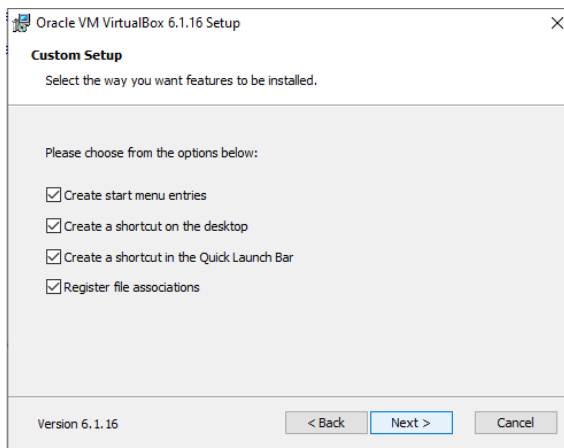 Oracle VM VirtualBox 6.1.16 Setup
Custom Setup
Select the way you want features to be installed.
Please choose from the options below:
Create start menu entries
Create a shortcut on the desktop
Create a shortcut in the Quick Launch Bar
Register file associations
Version 6.1.16
< Back
Next >
Cancel